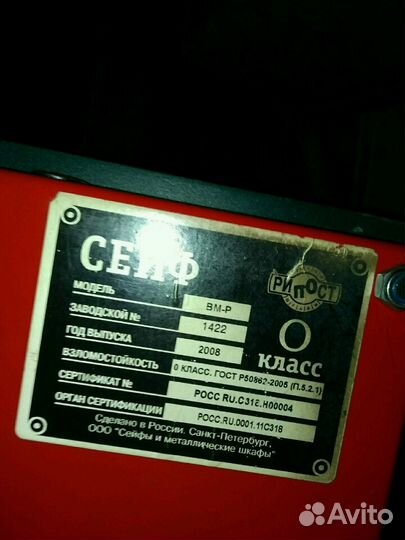 СЕЙФ
РИПОСТ
МОДЕЛЬ ВМ-Р
ЗАВОДСКОЙ № 1422
ГОД ВЫПУСКА 2008
О КЛАСС
ВЗЛОМОСТОЙКОСТЬ 0 КЛАСС. ГОСТ Р50862-2005 (П.5.2.1)
СЕРТИФИКАТ № РОСС RU.C318.H00004
ОРГАН СЕРТИФИКАЦИИ РОСС.RU.0001.11С318
Сделано в России. Санкт-Петербург,
ООО "Сейфы и металлические шкафы"
Avito